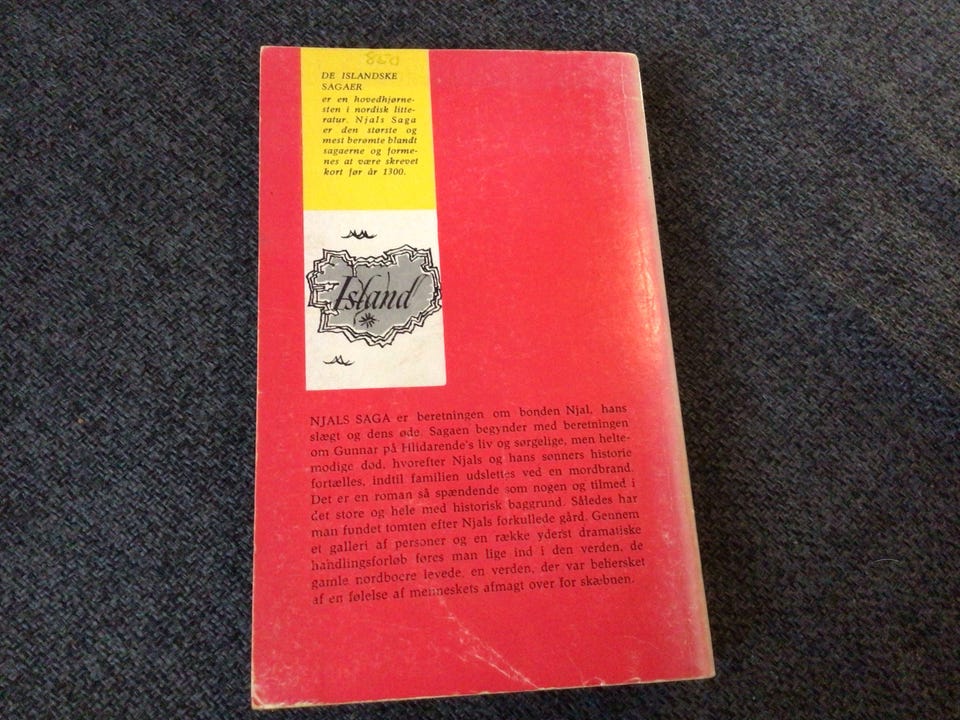 DE ISLANDSKE
SAGAER
er en hovedhjørne-
sten i nordisk litte-
ratur. Njals Saga
er den største og
mest berømte blandt
sagaerne og forme-
nes at være skrevet
kort før år 1300.
Island
NJALS SAGA er beretningen om bonden Njal, hans
slægt og dens øde. Sagaen begynder med beretningen
om Gunnar på Hlidarende's liv og sørgelige, men helte-
modige død, hvorefter Njals og hans sønners historie
fortælles, indtil familien udslettes ved en mordbrand.
Det er en roman så spændende som nogen og tilmed i
det store og hele med historisk baggrund. Således har
man fundet tomten efter Njals forkullede gård. Gennem
et galleri af personer og en række yderst dramatiske
handlingsforløb føres man lige ind i den verden, de
gamle nordboere levede, en verden, der var behersket
af en følelse af menneskets afmagt over for skæbnen.